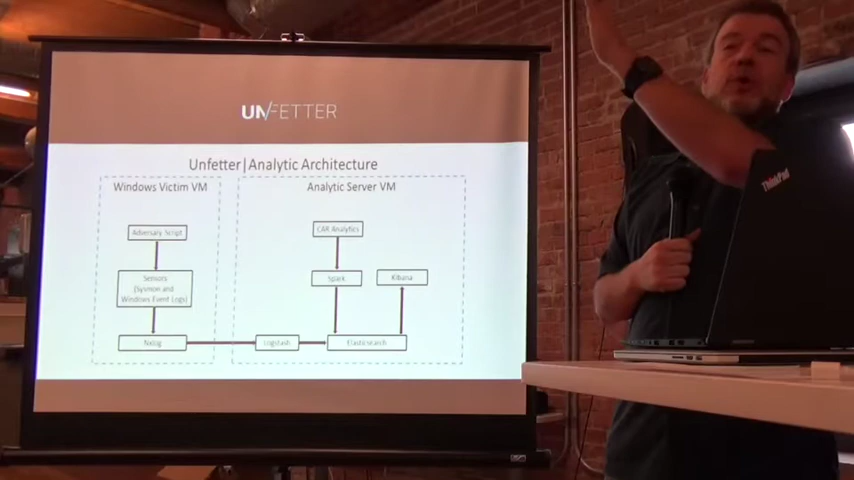 UNFETTER
Unfetter|Analytic Architecture
Windows Victim VM
Analytic Server VM
Adversary Script
CAR Analytics
Sensors
(Sysmon and
Windows Event Logs)
Spark
Kibana
Nxlog
Logstash
Elasticsearch
ThinkPad